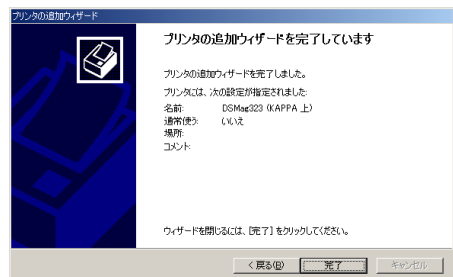 プリンタの追加ウィザード
プリンタの追加ウィザードを完了しています
プリンタの追加ウィザードを完了しました。
プリンタには、次の設定が指定されました:
名前: DSMag323 (KAPPA 上)
通常使う: いいえ
場所:
コメント:
ウィザードを閉じるには、[完了] をクリックしてください。
< 戻る(B) 完了 キャンセル